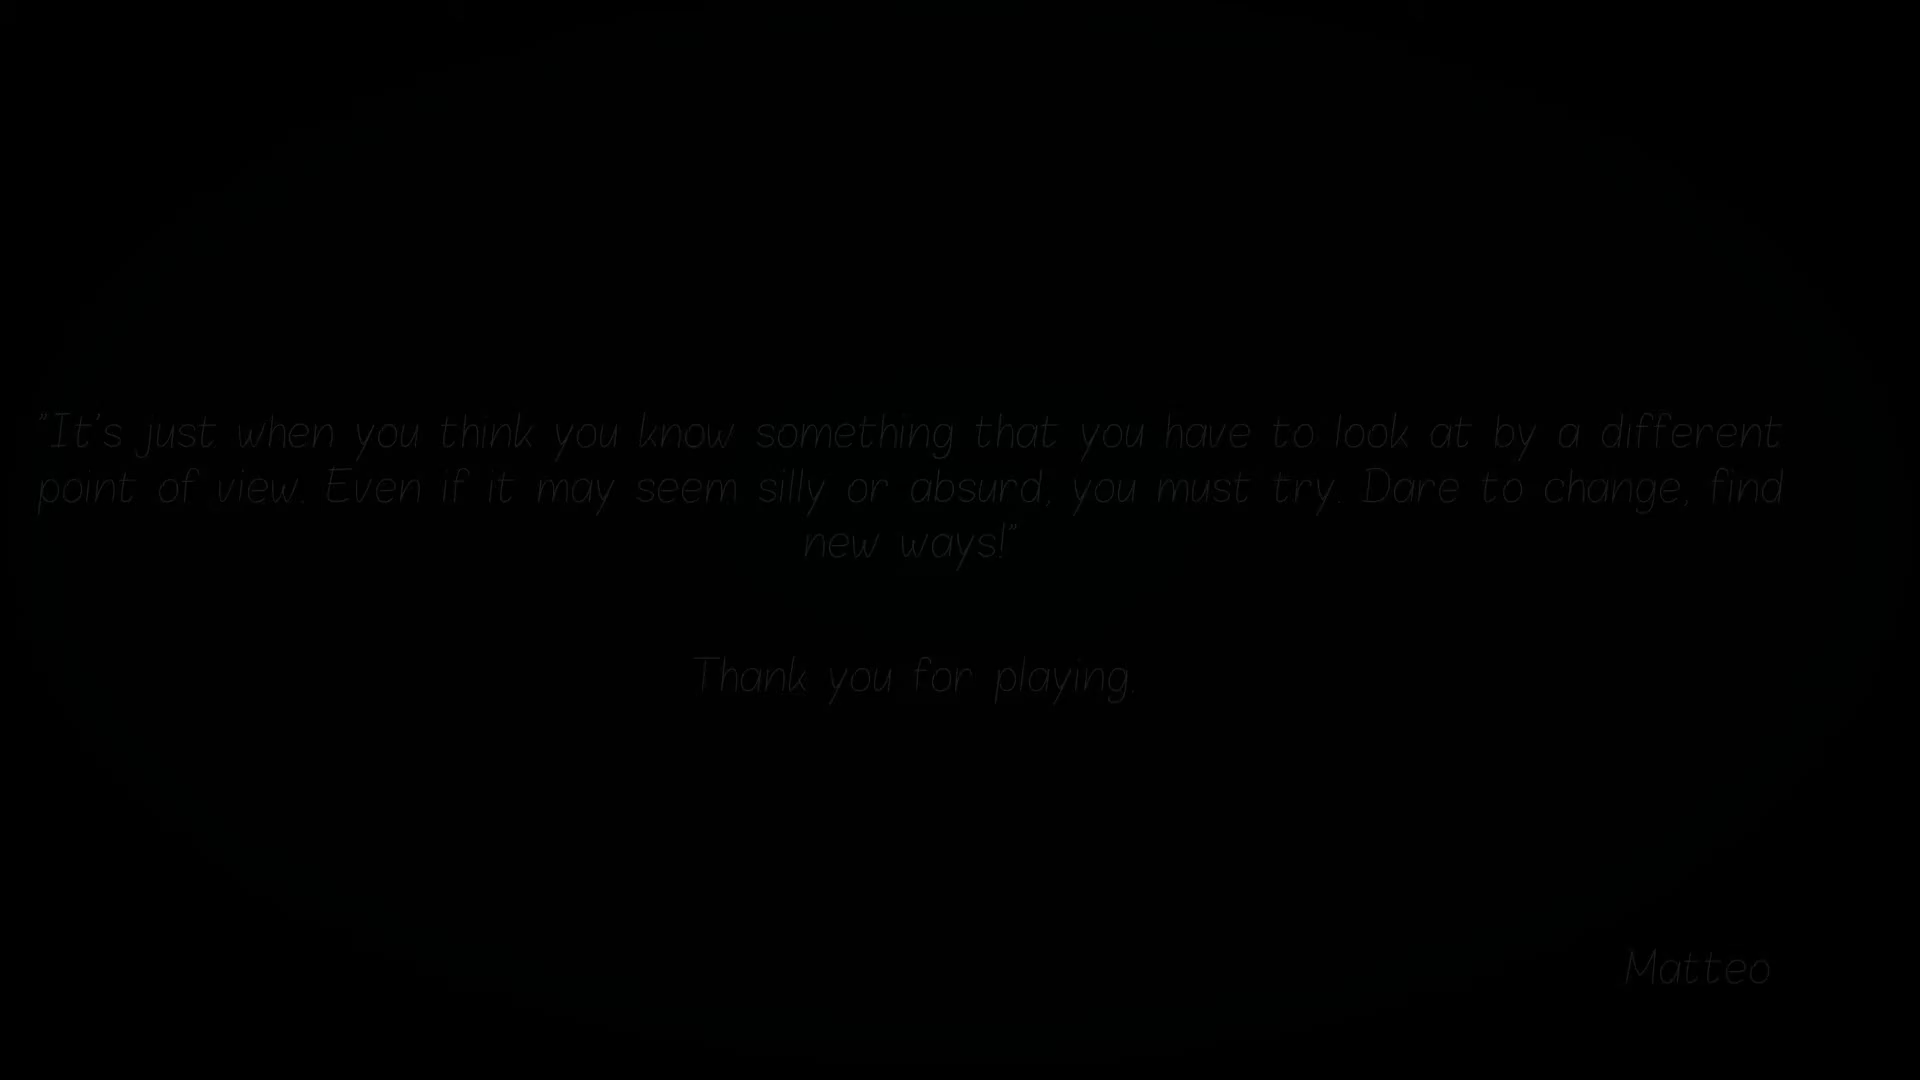 "It's just when you think you know something that you have to look at by a different
point of view. Even if it may seem silly or absurd, you must try. Dare to change, find
new ways!"
Thank you for playing.
Matteo